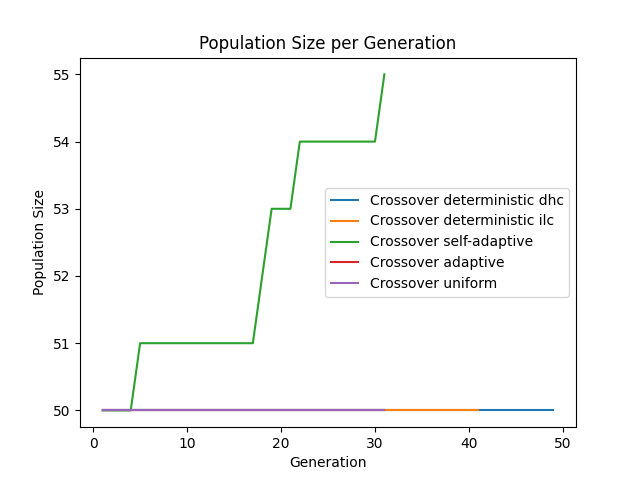 Population Size per Generation
Population Size
55
54
53
52
51
50
Crossover deterministic dhc
Crossover deterministic ilc
Crossover self-adaptive
Crossover adaptive
Crossover uniform
0 10 20 30 40 50
Generation